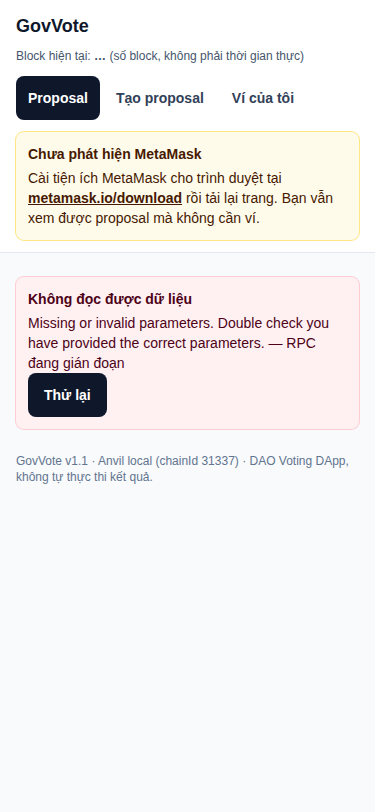 GovVote
Block hiện tại: ... (số block, không phải thời gian thực)
Proposal
Tạo proposal
Ví của tôi
Chưa phát hiện MetaMask
Cài tiện ích MetaMask cho trình duyệt tại
metamask.io/download rồi tải lại trang. Bạn vẫn
xem được proposal mà không cần ví.
Không đọc được dữ liệu
Missing or invalid parameters. Double check you
have provided the correct parameters. — RPC
đang gián đoạn
Thử lại
GovVote v1.1 · Anvil local (chainId 31337) · DAO Voting DApp,
không tự thực thi kết quả.